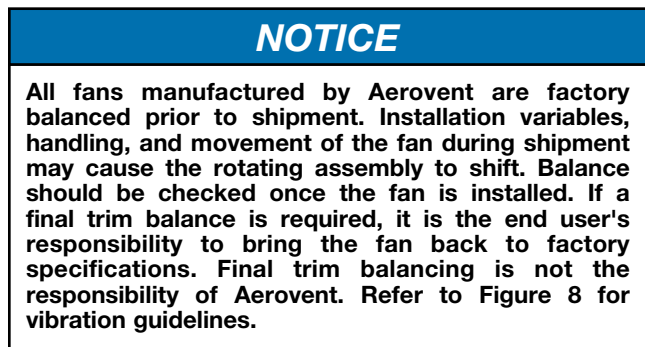 NOTICE
All fans manufactured by Aerovent are factory
balanced prior to shipment. Installation variables,
handling, and movement of the fan during shipment
may cause the rotating assembly to shift. Balance
should be checked once the fan is installed. If a
final trim balance is required, it is the end user's
responsibility to bring the fan back to factory
specifications. Final trim balancing is not the
responsibility of Aerovent. Refer to Figure 8 for
vibration guidelines.